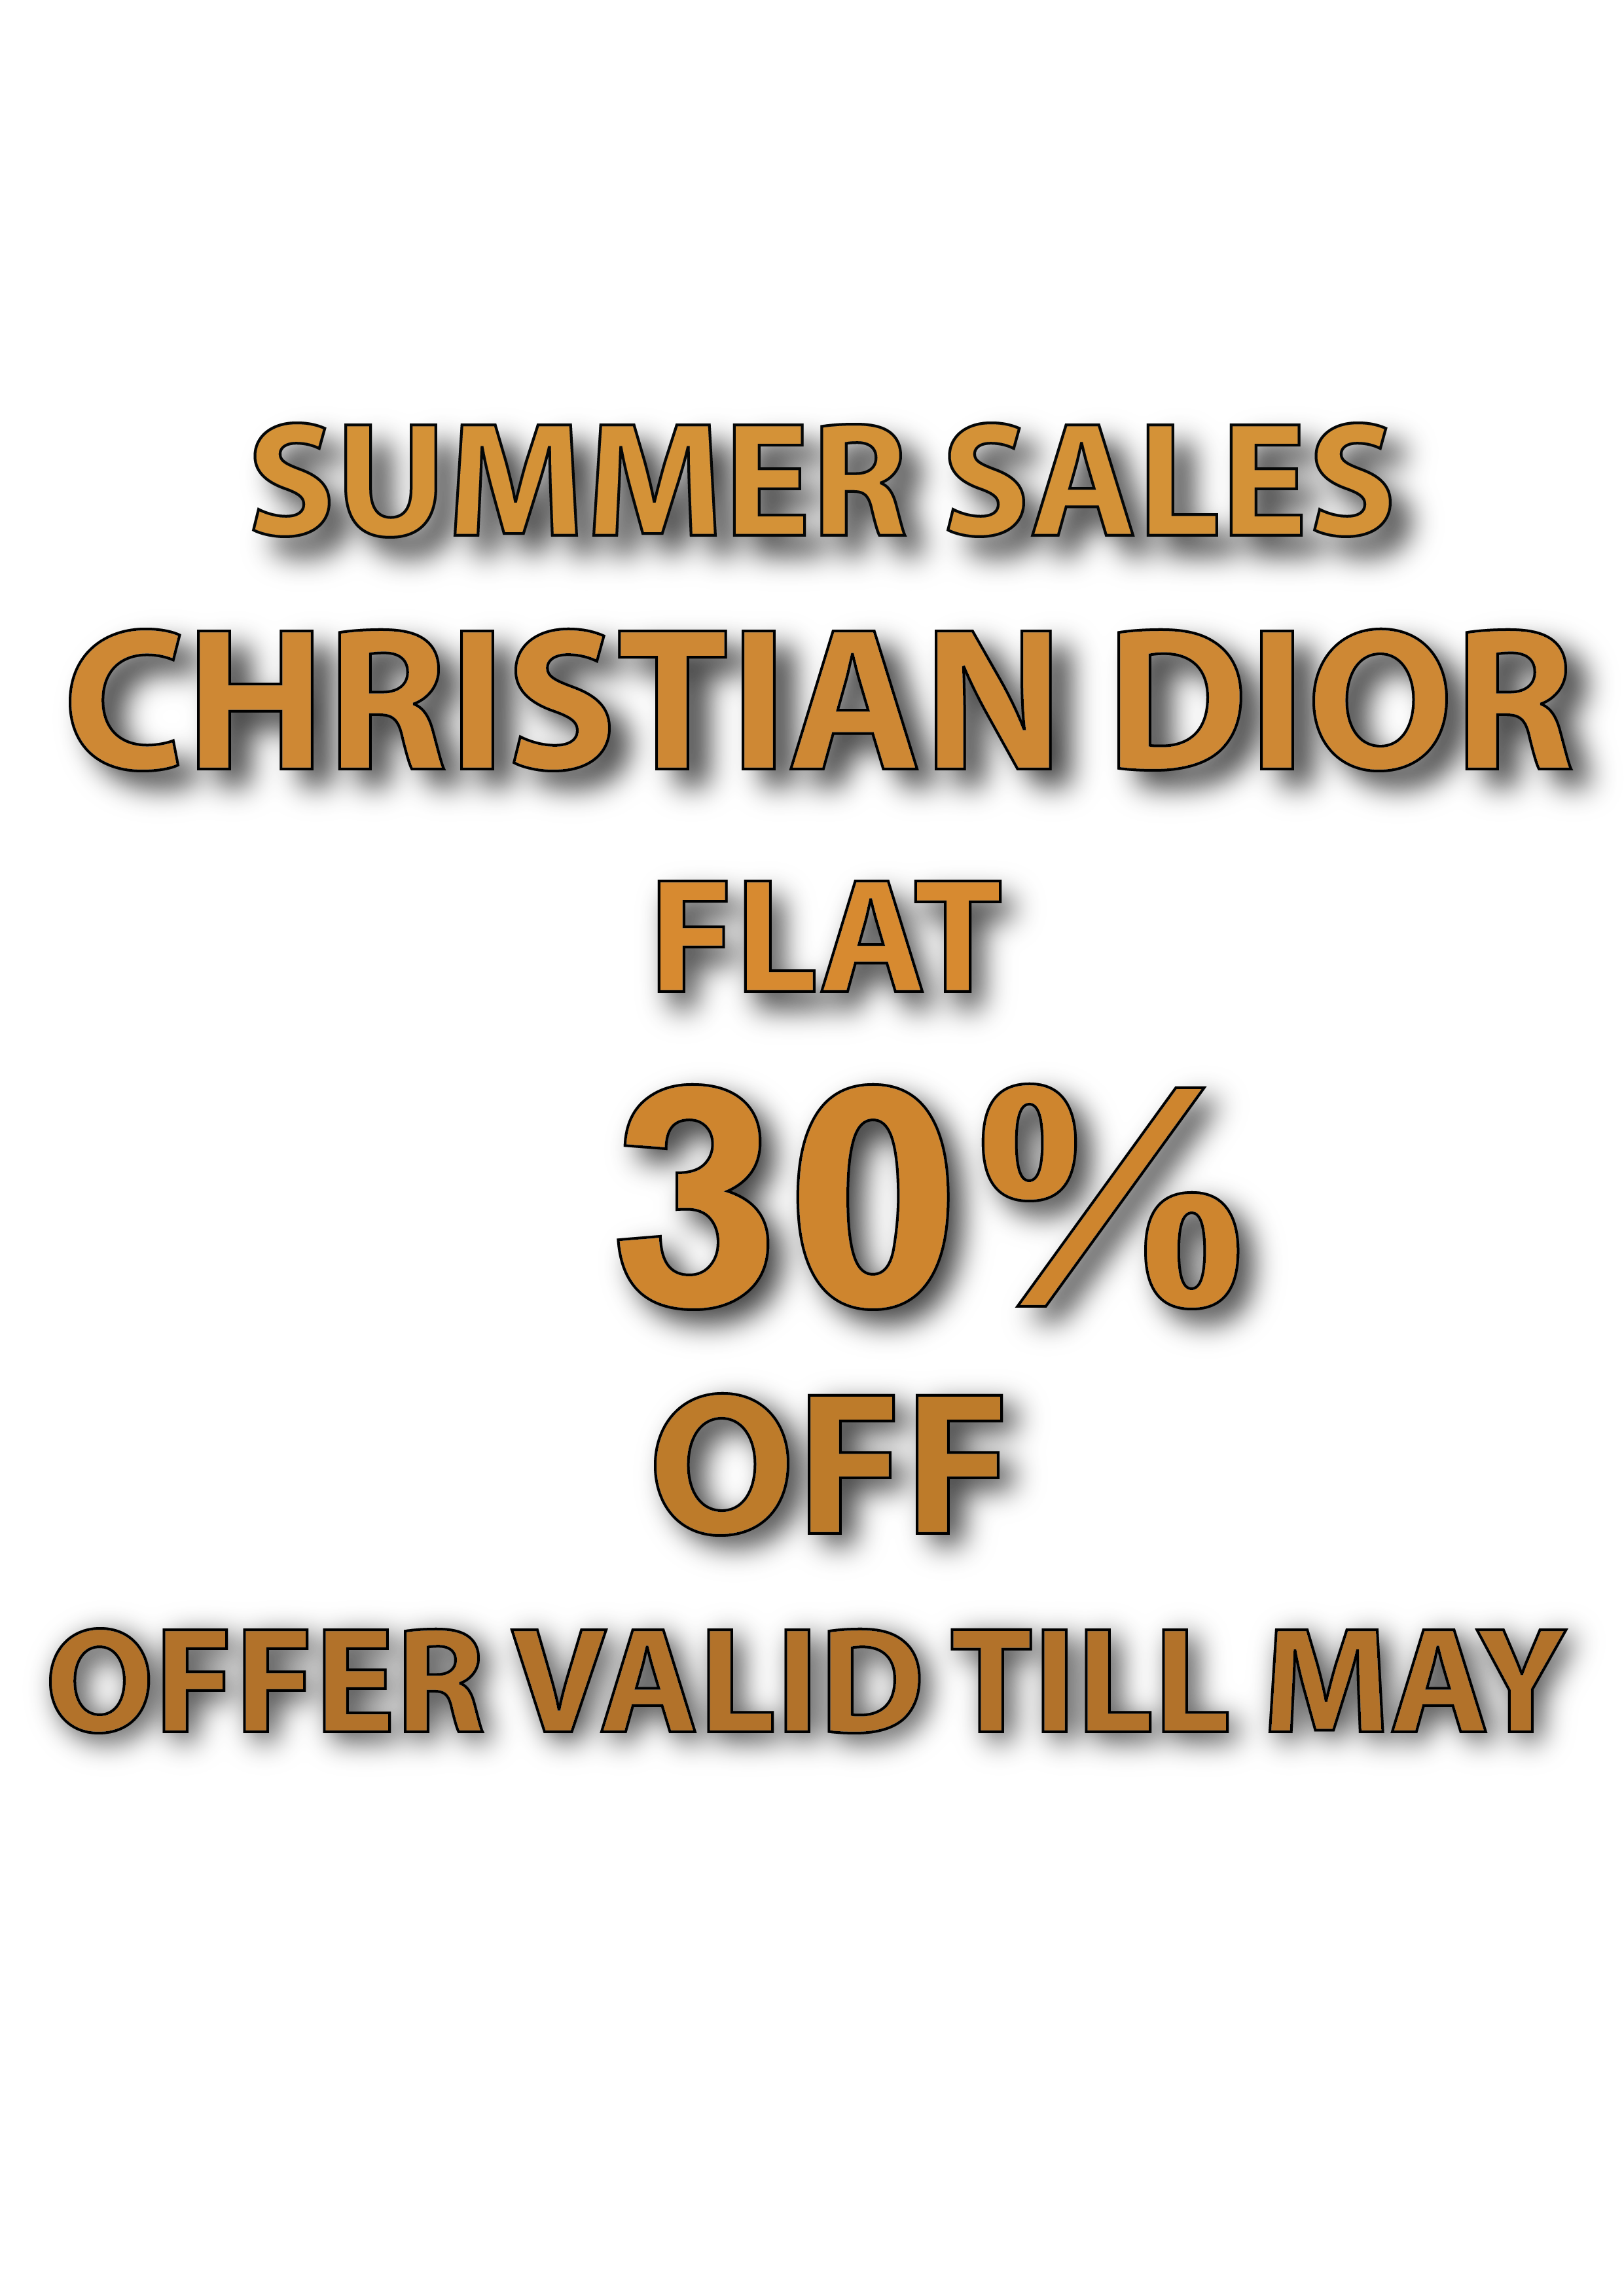 SUMMER SALES
CHRISTIAN DIOR
FLAT
30%
OFF
OFFER VALID TILL MAY